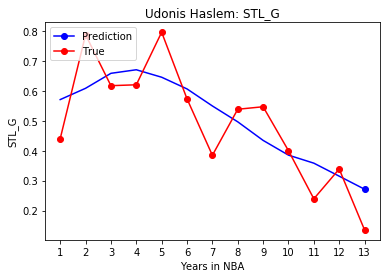 Udonis Haslem: STL_G
Prediction
True
0.8
0.7
0.6
0.5
0.4
0.3
0.2
STL_G
1 2 3 4 5 6 7 8 9 10 11 12 13
Years in NBA